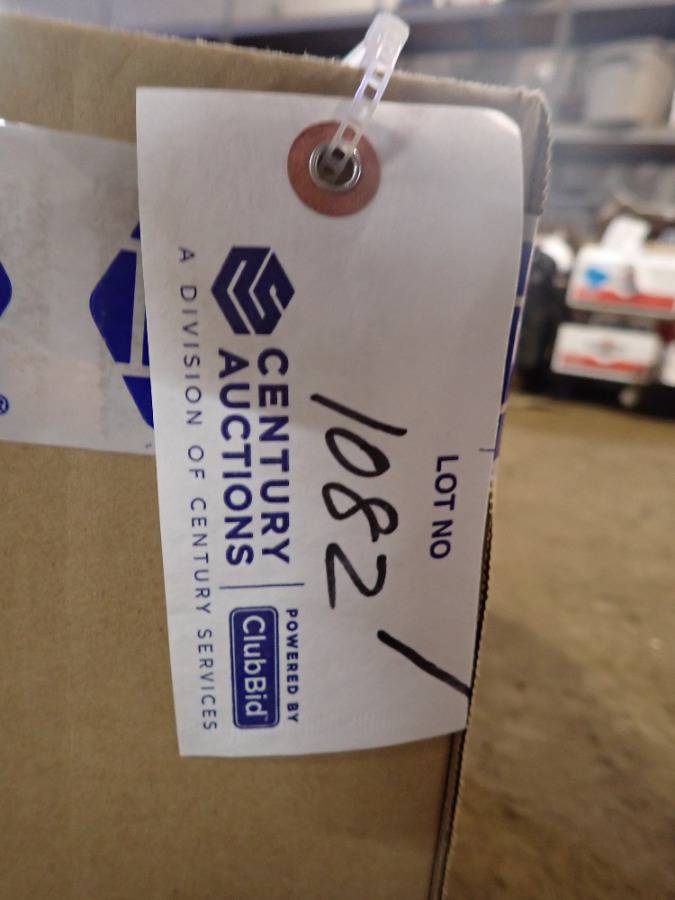 LOT NO
1082
CENTURY
AUCTIONS
POWERED BY
ClubBid
A DIVISION OF CENTURY SERVICES